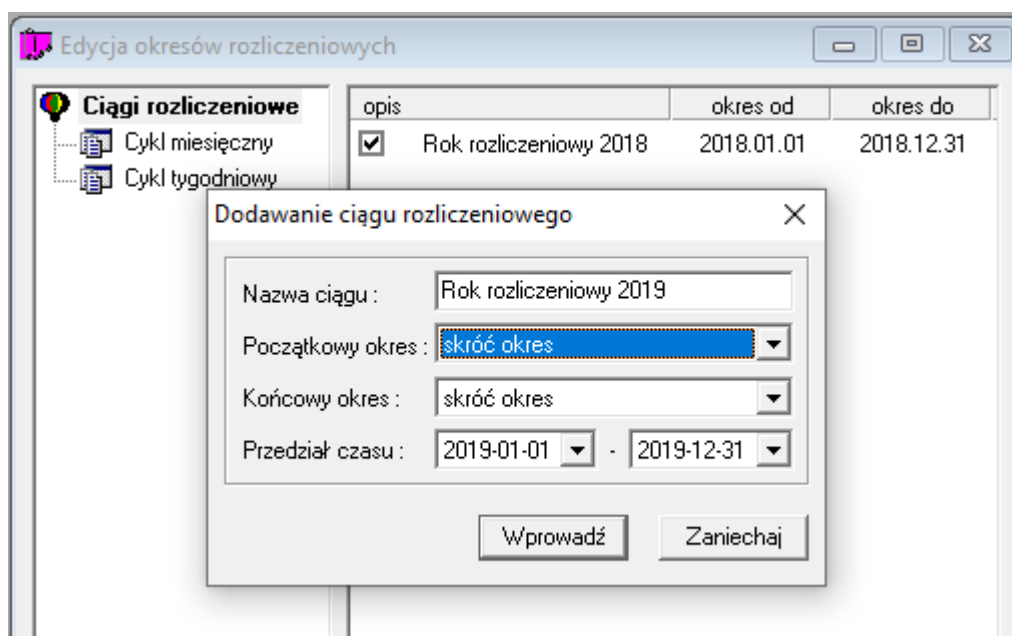 Edycja okresów rozliczeniowych
Ciągi rozliczeniowe
Cykl miesięczny
Cykl tygodniowy
opis okres od okres do
Rok rozliczeniowy 2018 2018.01.01 2018.12.31
Dodawanie ciągu rozliczeniowego
Nazwa ciągu : Rok rozliczeniowy 2019
Początkowy okres : skróć okres
Końcowy okres : skróć okres
Przedział czasu : 2019-01-01 - 2019-12-31
Wprowadź Zaniechaj